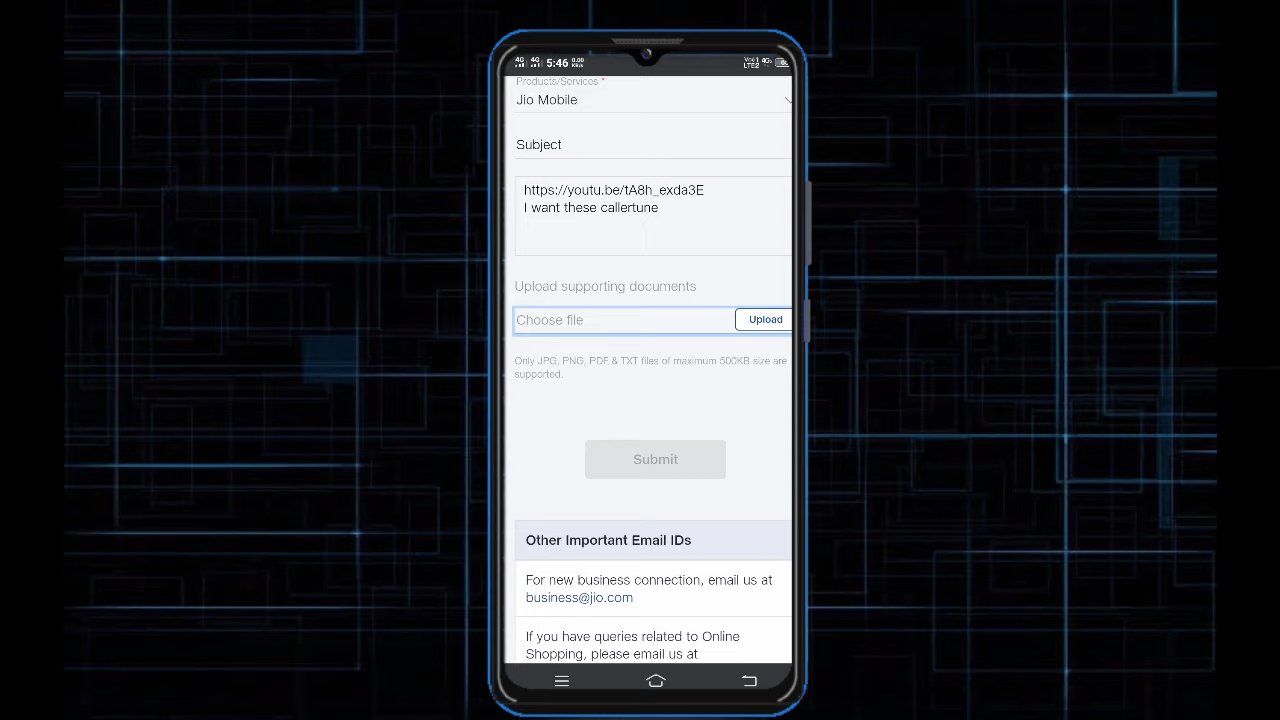 5:46
Products/Services *
Jio Mobile
Subject
https://youtu.be/tA8h_exda3E
I want these callertune
Upload supporting documents
Choose file
Upload
Only JPG, PNG, PDF & TXT files of maximum 500KB size are
supported.
Submit
Other Important Email IDs
For new business connection, email us at
business@jio.com
If you have queries related to Online
Shopping, please email us at